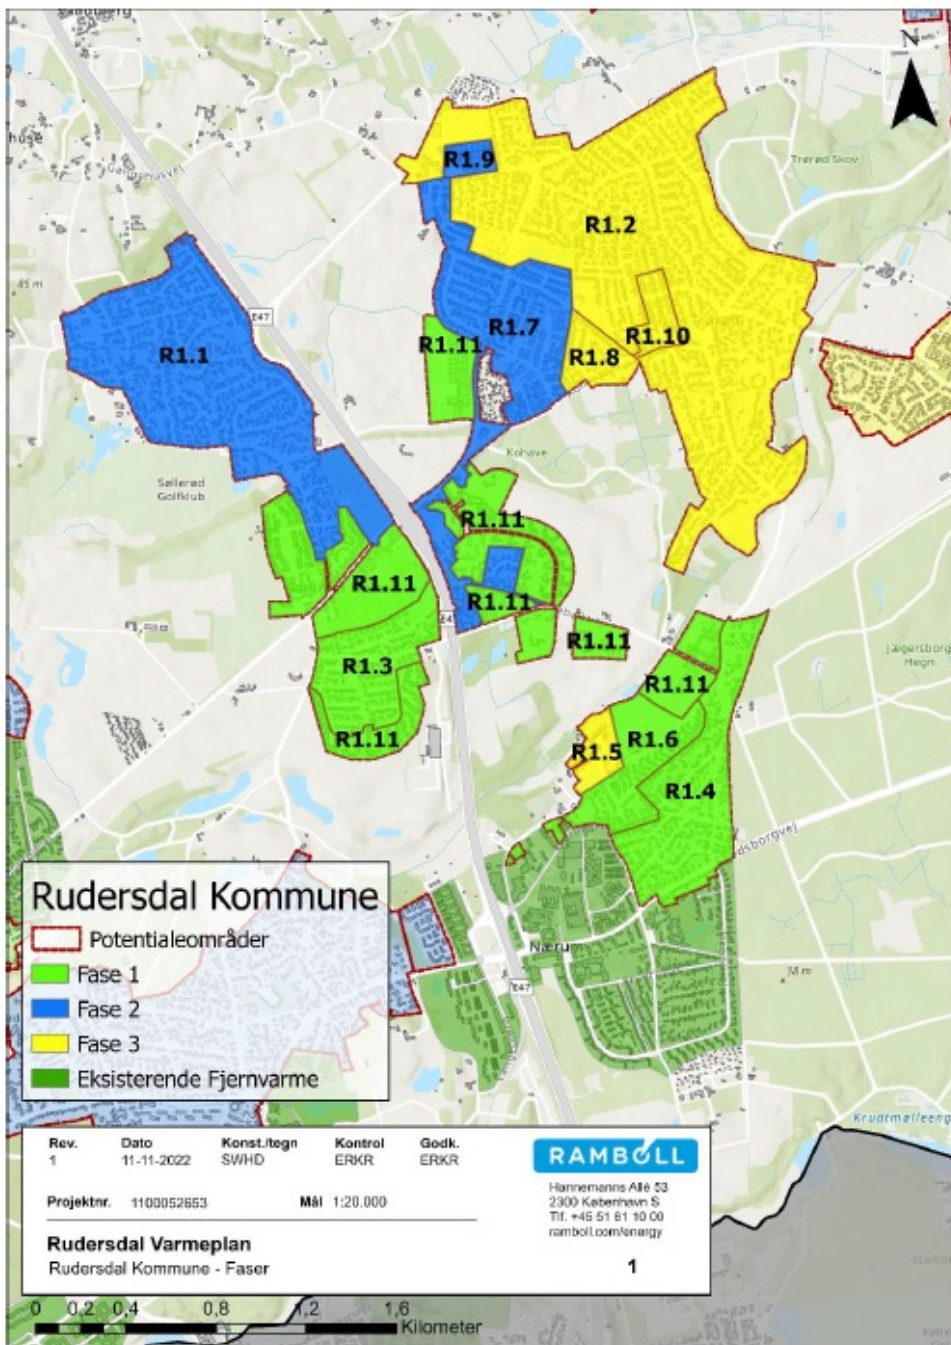 N
Trørød Skov
R1.9
85 m
R1.2
E47
R1.1
R1.7
R1.11
R1.10
R1.8
Kohave
Søllerød
Golfklub
R1.11
R1.11
R1.11
R1.11
R1.3
R1.11
Jægersborg
Hegn
R1.11
R1.5
R1.6
R1.4
Rudersdal Kommune
Potentialeområder
Fase 1
Fase 2
Fase 3
Eksisterende Fjernvarme
Nærum
38 m
E47
Rev. Dato Konst./tegn Kontrol Godk.
1 11-11-2022 SWHD ERKR ERKR
Projektnr. 1100052653 Mål 1:20.000
Rudersdal Varmeplan
Rudersdal Kommune - Faser
RAMBOLL
Hannemanns Allé 53
2300 København S
Tlf. +45 51 61 10 00
ramboll.com/energy
1
0 0,2 0,4 0,8 1,2 1,6
Kilometer